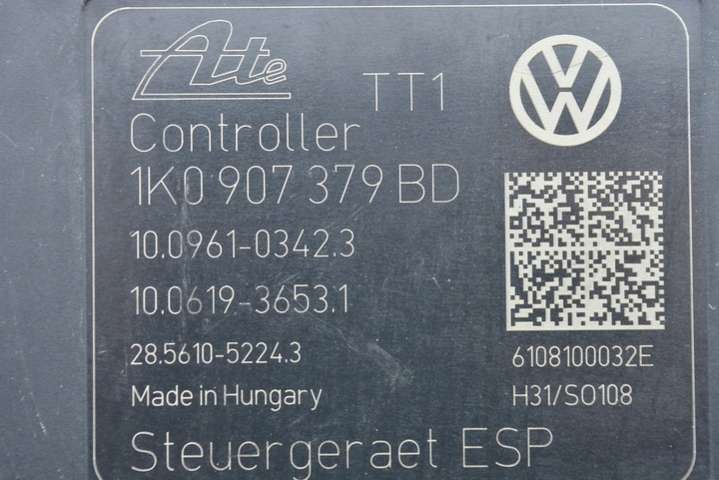 Ate TT1
Controller
1K0 907 379 BD
10.0961-0342.3
10.0619-3653.1
28.5610-5224.3 6108100032E
Made in Hungary H31/S0108
Steuergeraet ESP